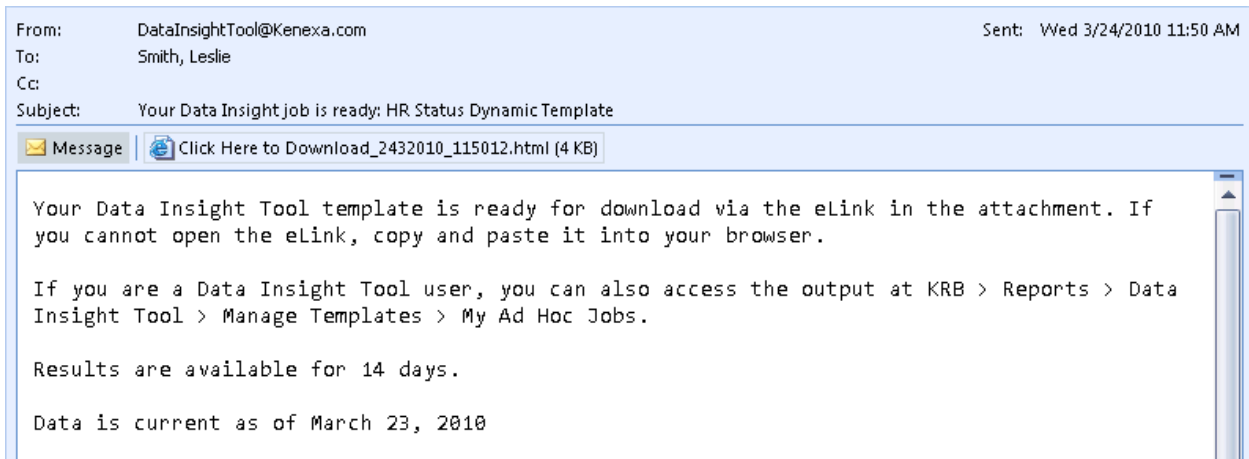 From: DataInsightTool@Kenexa.com Sent: Wed 3/24/2010 11:50 AM
To: Smith, Leslie
Cc:
Subject: Your Data Insight job is ready: HR Status Dynamic Template
Message Click Here to Download_2432010_115012.html (4 KB)
Your Data Insight Tool template is ready for download via the eLink in the attachment. If
you cannot open the eLink, copy and paste it into your browser.
If you are a Data Insight Tool user, you can also access the output at KRB > Reports > Data
Insight Tool > Manage Templates > My Ad Hoc Jobs.
Results are available for 14 days.
Data is current as of March 23, 2010